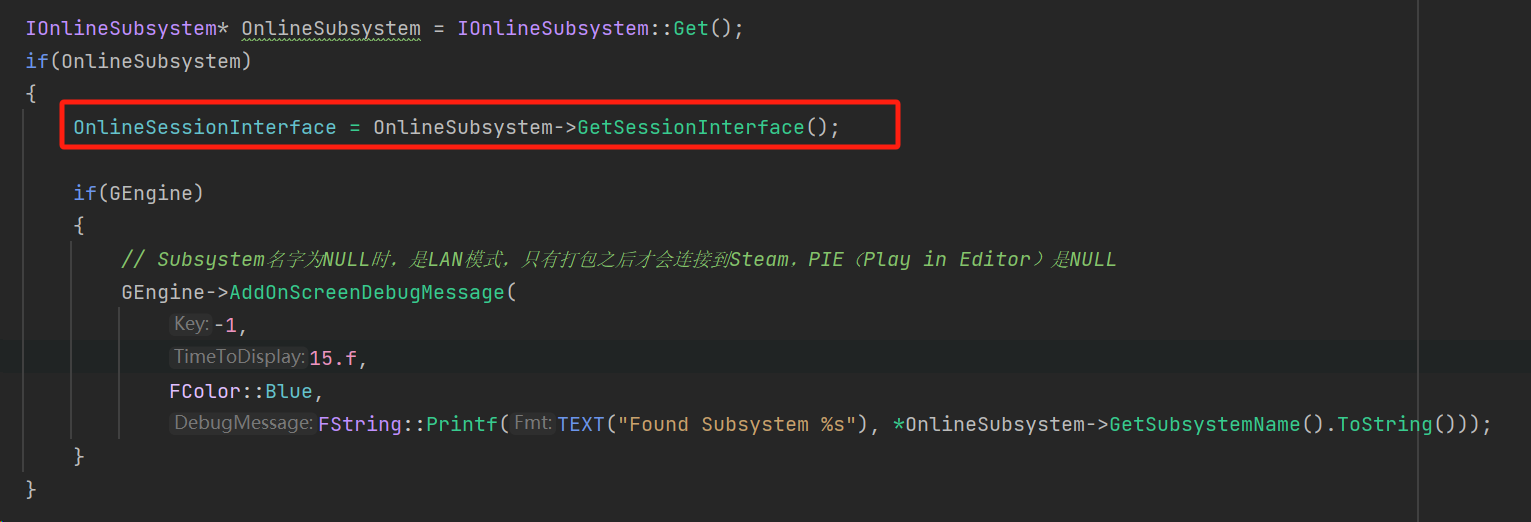 IOnlineSubsystem* OnlineSubsystem = IOnlineSubsystem::Get();
if(OnlineSubsystem)
{
OnlineSessionInterface = OnlineSubsystem->GetSessionInterface();
if(GEngine)
{
// Subsystem名字为NULL时，是LAN模式，只有打包之后才会连接到Steam，PIE（Play in Editor）是NULL
GEngine->AddOnScreenDebugMessage(
Key: -1,
TimeToDisplay: 15.f,
FColor::Blue,
DebugMessage: FString::Printf( Fmt: TEXT("Found Subsystem %s"), *OnlineSubsystem->GetSubsystemName().ToString()));
}
}